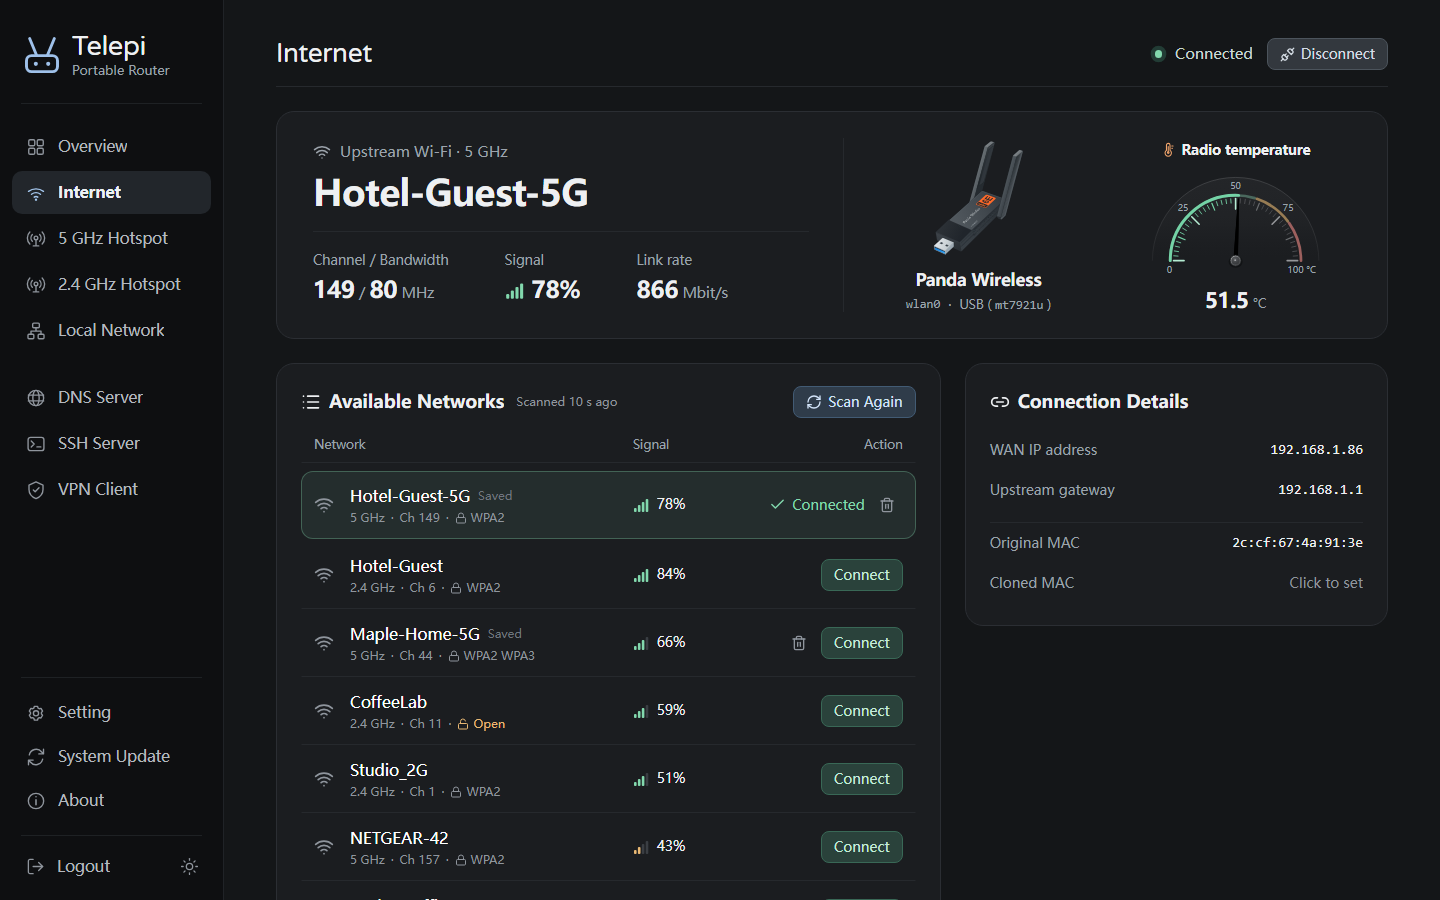 Telepi
Portable Router
Overview
Internet
5 GHz Hotspot
2.4 GHz Hotspot
Local Network
DNS Server
SSH Server
VPN Client
Setting
System Update
About
Logout
Internet
Connected
Disconnect
Upstream Wi-Fi · 5 GHz
Hotel-Guest-5G
Channel / Bandwidth
149 / 80 MHz
Signal
78%
Link rate
866 Mbit/s
Panda Wireless
wlan0 · USB ( mt7921u )
Radio temperature
0
25
50
75
100 °C
51.5 °C
Available Networks
Scanned 10 s ago
Scan Again
Network Signal Action
Hotel-Guest-5G Saved
5 GHz · Ch 149 · WPA2
78%
Connected
Hotel-Guest
2.4 GHz · Ch 6 · WPA2
84%
Connect
Maple-Home-5G Saved
5 GHz · Ch 44 · WPA2 WPA3
66%
Connect
CoffeeLab
2.4 GHz · Ch 11 · Open
59%
Connect
Studio_2G
2.4 GHz · Ch 1 · WPA2
51%
Connect
NETGEAR-42
5 GHz · Ch 157 · WPA2
43%
Connect
Connection Details
WAN IP address 192.168.1.86
Upstream gateway 192.168.1.1
Original MAC 2c:cf:67:4a:91:3e
Cloned MAC Click to set